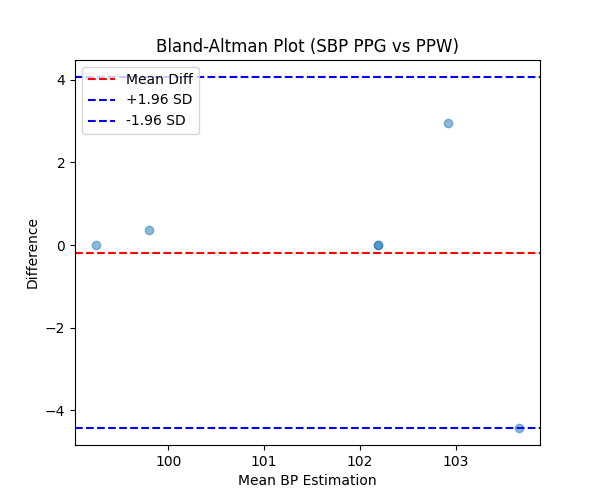 Bland-Altman Plot (SBP PPG vs PPW)
Mean Diff
+1.96 SD
-1.96 SD
4
2
0
−2
−4
Difference
100 101 102 103
Mean BP Estimation